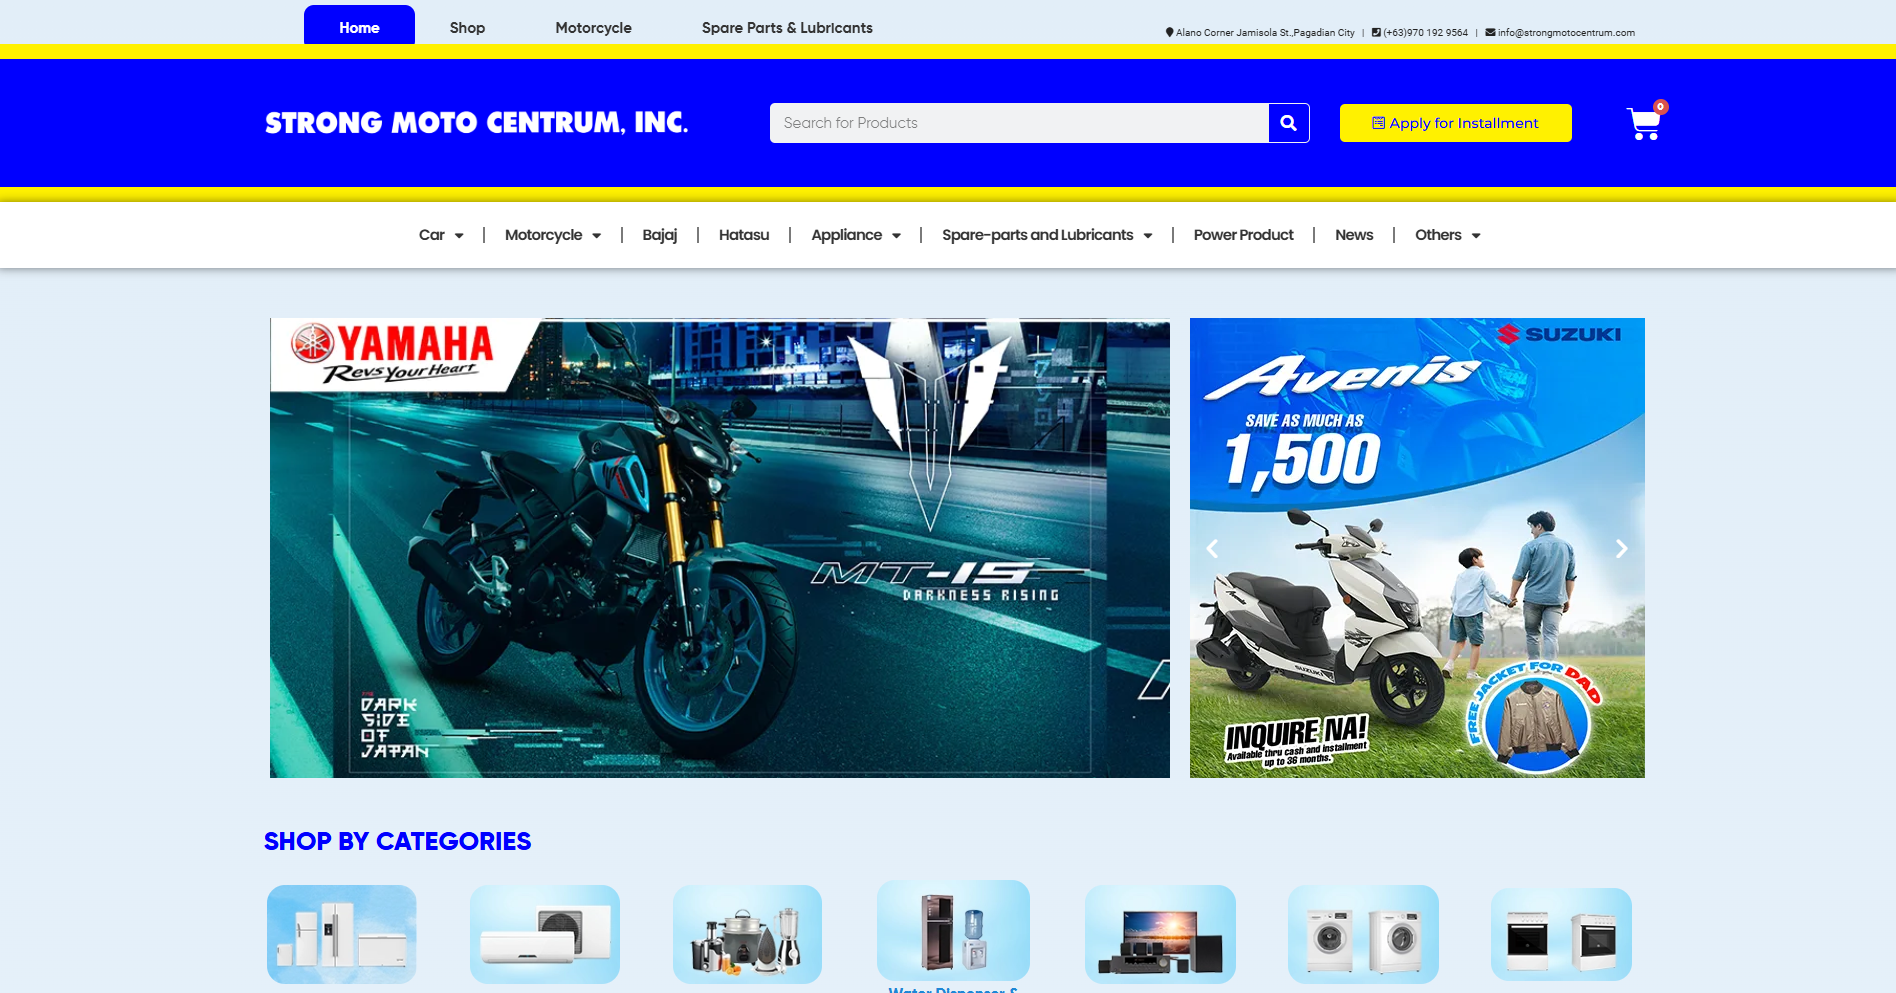 Home
Shop
Motorcycle
Spare Parts & Lubricants
Alano Corner Jamisola St.,Pagadian City | (+63)970 192 9564 | info@strongmotocentrum.com
STRONG MOTO CENTRUM, INC.
Search for Products
Apply for Installment
0
Car
Motorcycle
Bajaj
Hatasu
Appliance
Spare-parts and Lubricants
Power Product
News
Others
YAMAHA
Revs Your Heart
MT-15
DARKNESS RISING
THE
DARK
SIDE
OF
JAPAN
SUZUKI
Avenis
SAVE AS MUCH AS
1,500
Avenis
SUZUKI
FREE JACKET FOR DAD
INQUIRE NA!
Available thru cash and installment
up to 36 months.
SHOP BY CATEGORIES
Water Dispenser &